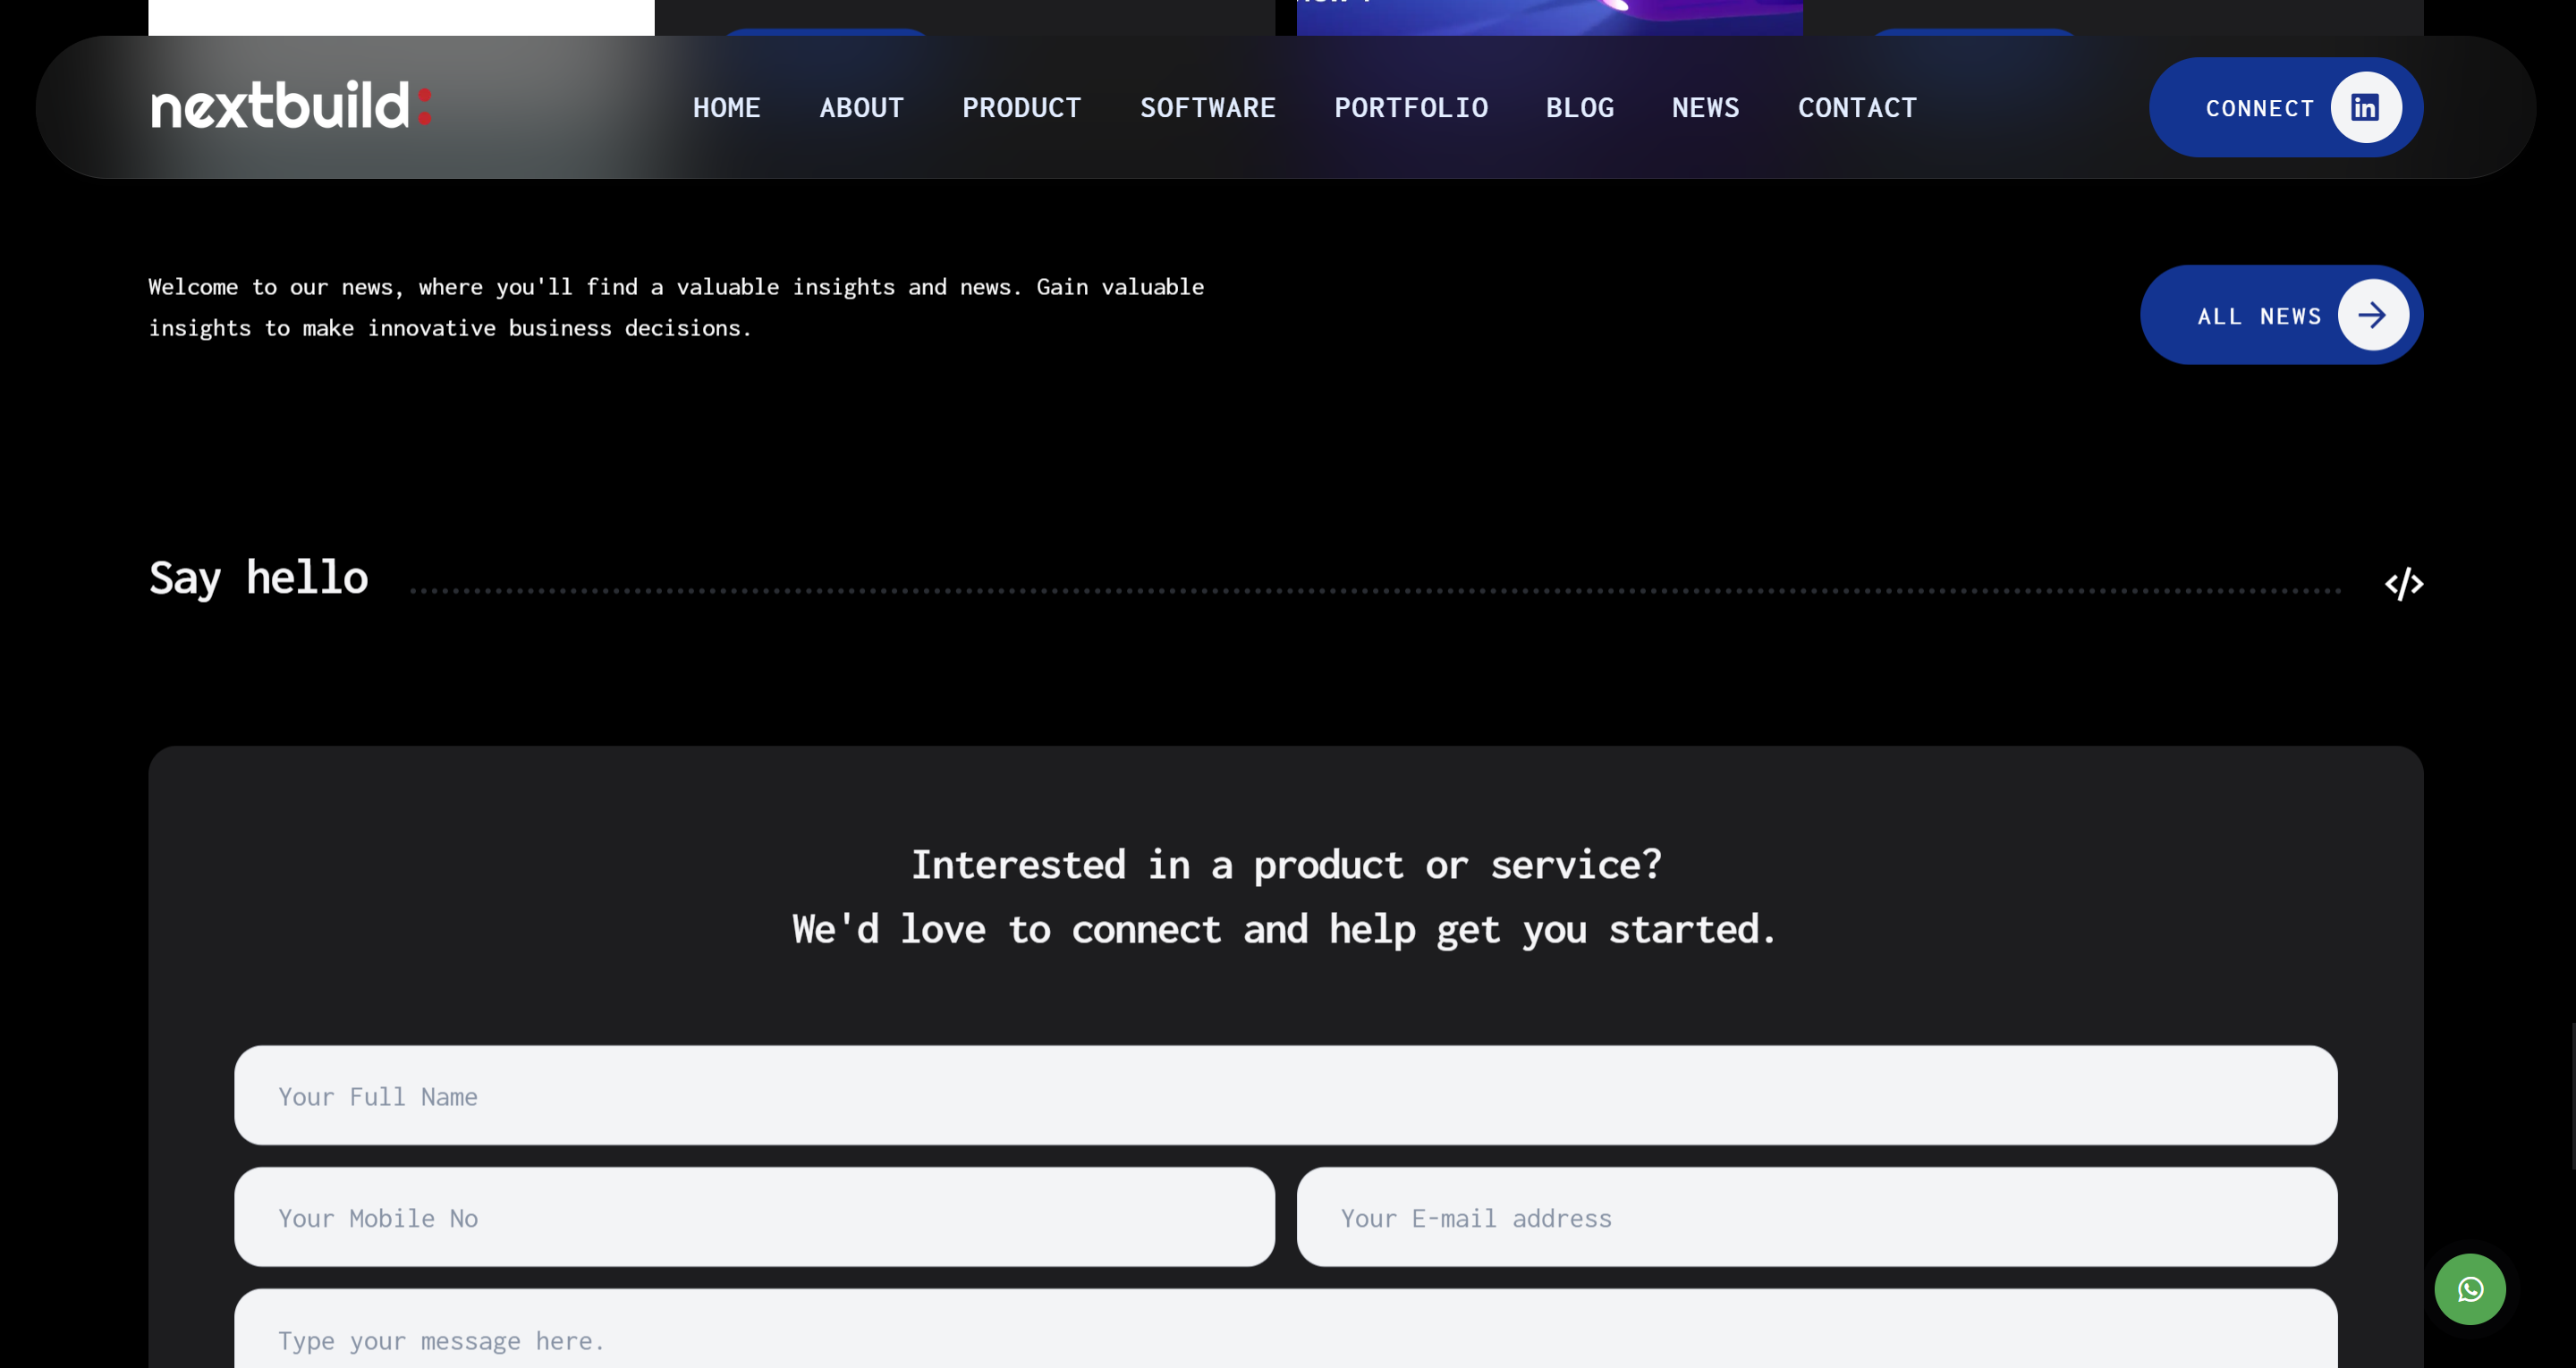 nextbuild:
HOME ABOUT PRODUCT SOFTWARE PORTFOLIO BLOG NEWS CONTACT
CONNECT
Welcome to our news, where you'll find a valuable insights and news. Gain valuable
insights to make innovative business decisions.
ALL NEWS
Say hello
Interested in a product or service?
We'd love to connect and help get you started.
Your Full Name
Your Mobile No
Your E-mail address
Type your message here.